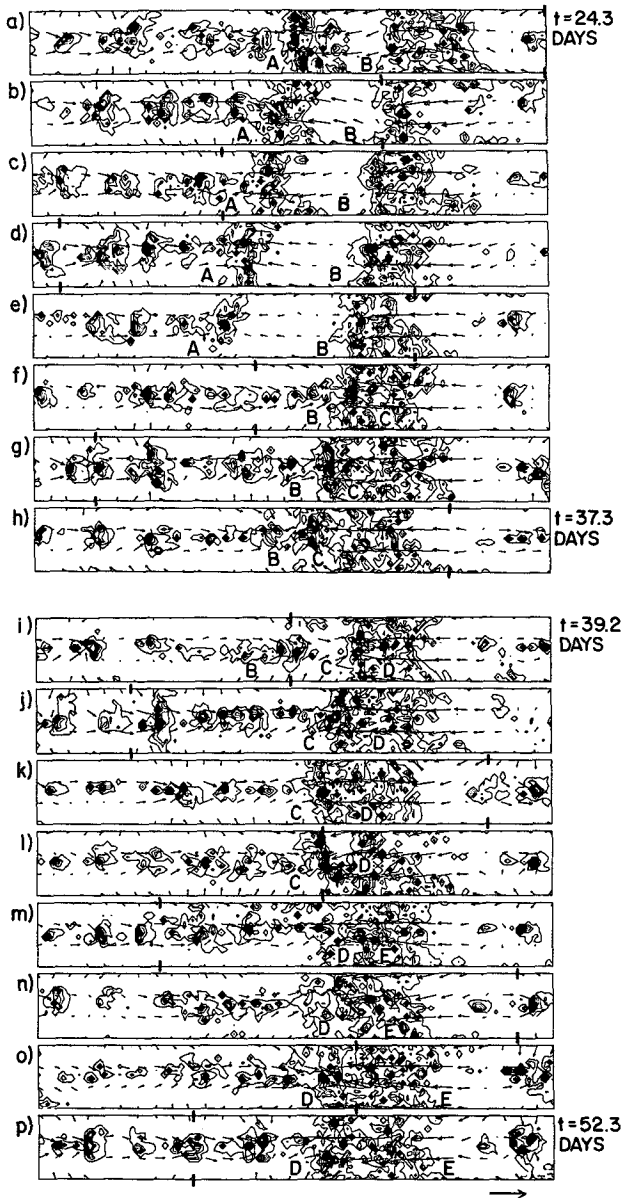 a) t=24.3
DAYS
A B
b)
A B
c)
A B
d)
A B
e)
A B
f)
B C
g)
B C
h) t=37.3
DAYS
B C
i) t=39.2
DAYS
B C D
j)
C D
k)
C D
l)
C D
m)
D E
n)
D E
o)
D E
p) t=52.3
DAYS
D E